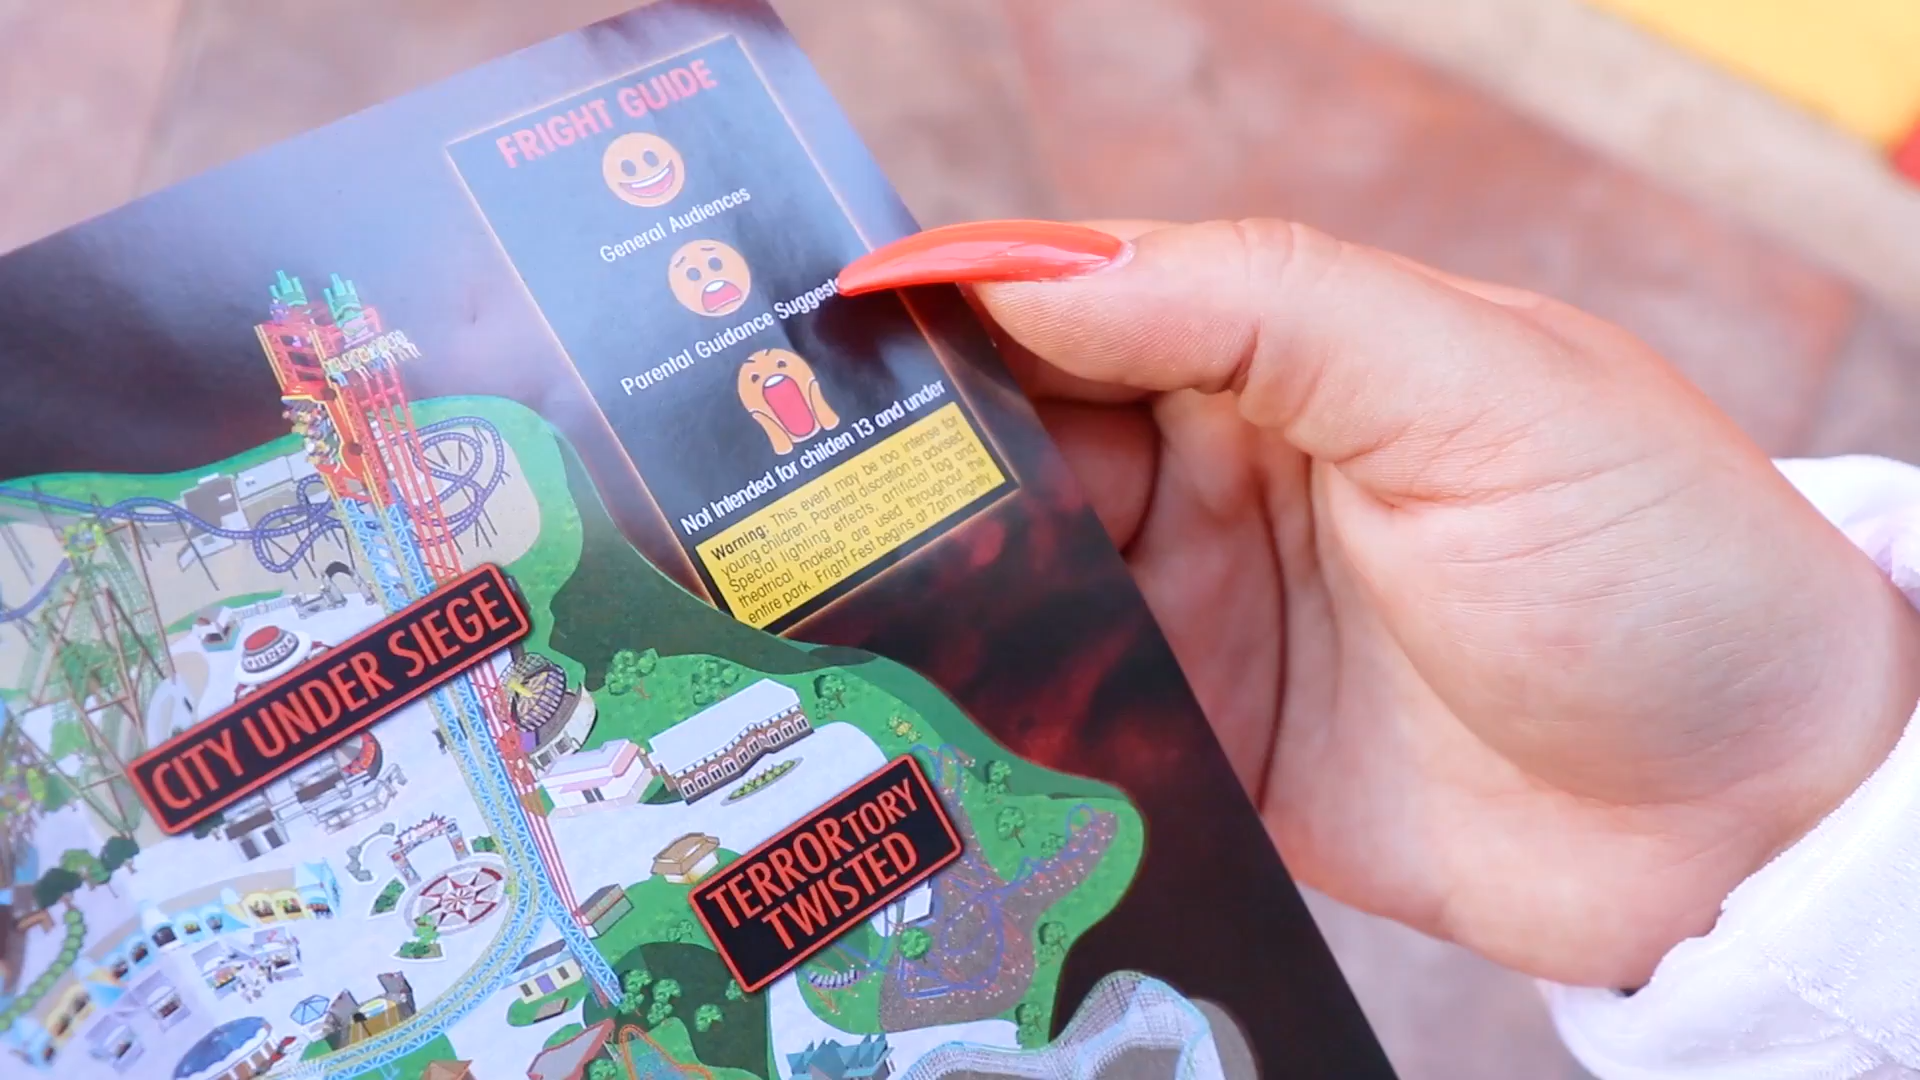 FRIGHT GUIDE
General Audiences
Parental Guidance Suggest
Not Intended for childen 13 and under
Warning: This event may be too intense for
young children. Parental discretion is advised.
Special lighting effects, artificial fog and
theatrical makeup are used throughout the
entire park. Fright Fest begins at 7pm nightly
CITY UNDER SIEGE
TERRORTORY
TWISTED